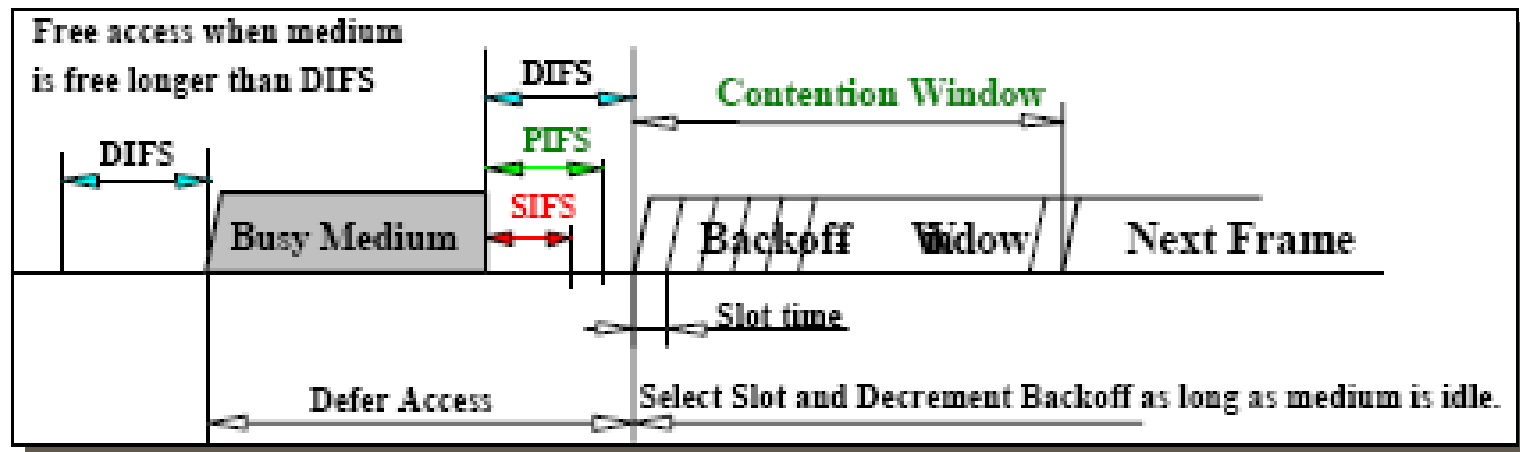 Free access when medium
is free longer than DIFS
DIFS
DIFS
Contention Window
PIFS
SIFS
Busy Medium
Backoff
Next Frame
Slot time
Defer Access
Select Slot and Decrement Backoff as long as medium is idle.